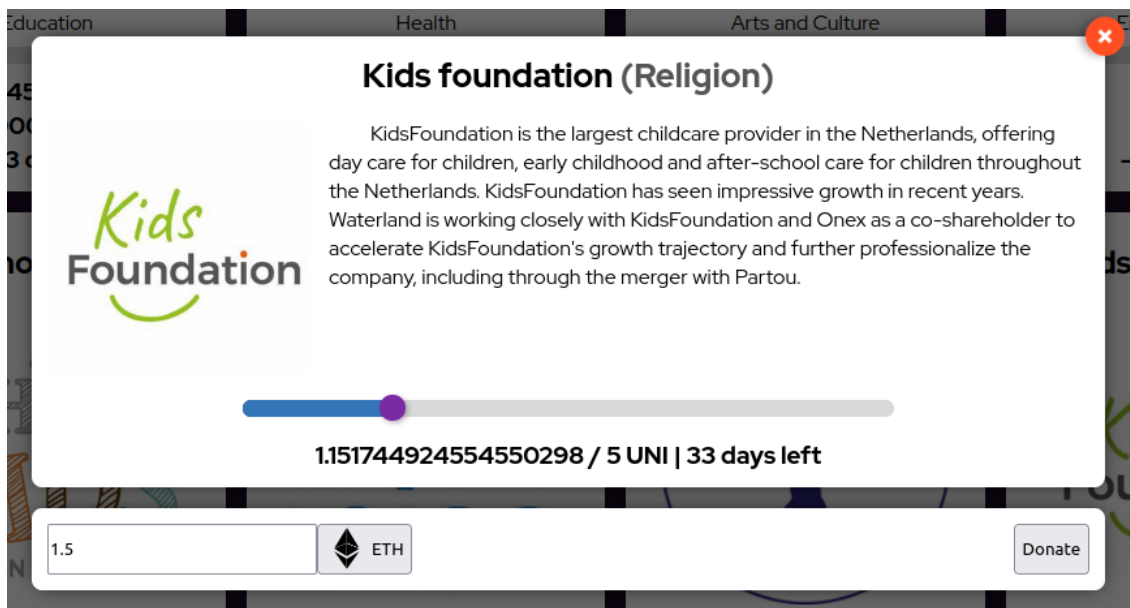 Education
Health
Arts and Culture
Kids foundation (Religion)
KidsFoundation is the largest childcare provider in the Netherlands, offering
day care for children, early childhood and after-school care for children throughout
the Netherlands. KidsFoundation has seen impressive growth in recent years.
Waterland is working closely with KidsFoundation and Onex as a co-shareholder to
accelerate KidsFoundation's growth trajectory and further professionalize the
company, including through the merger with Partou.
Kids
Foundation
1.151744924554550298 / 5 UNI | 33 days left
1.5
ETH
Donate